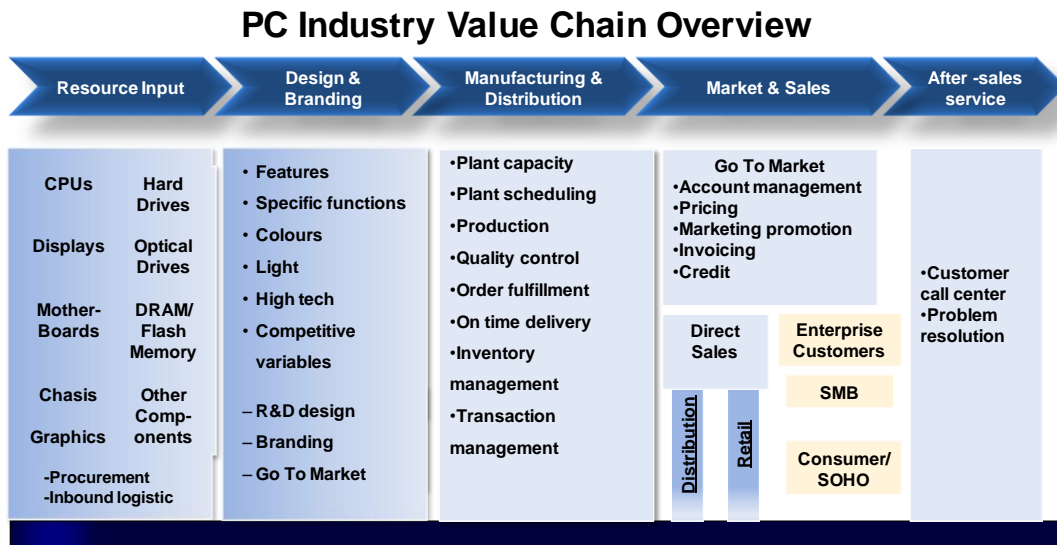 PC Industry Value Chain Overview
Resource Input
Design &
Branding
Manufacturing &
Distribution
Market & Sales
After -sales
service
CPUs
Hard
Drives
Displays
Optical
Drives
Mother-
Boards
DRAM/
Flash
Memory
Chasis
Graphics
Other
Comp-
onents
-Procurement
-Inbound logistic
• Features
• Specific functions
• Colours
• Light
• High tech
• Competitive
variables
– R&D design
– Branding
– Go To Market
•Plant capacity
•Plant scheduling
•Production
•Quality control
•Order fulfillment
•On time delivery
•Inventory
management
•Transaction
management
Go To Market
•Account management
•Pricing
•Marketing promotion
•Invoicing
•Credit
Direct
Sales
Distribution
Retail
Enterprise
Customers
SMB
Consumer/
SOHO
•Customer
call center
•Problem
resolution